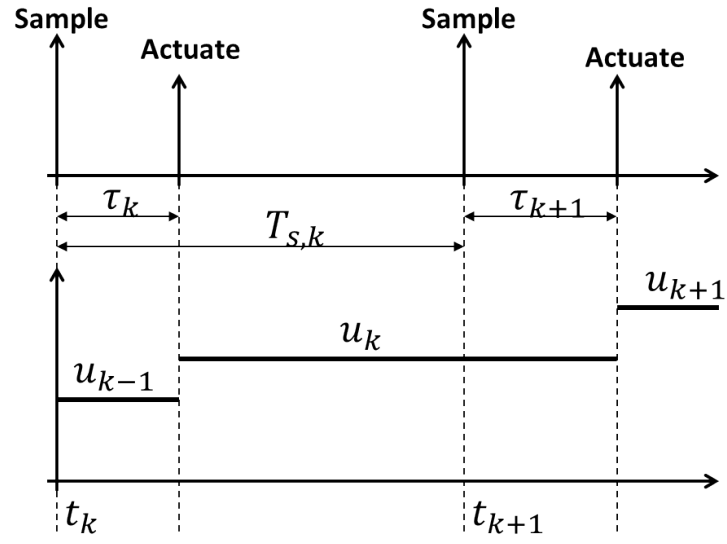 Sample
Sample
Actuate
Actuate
τ_k
τ_{k+1}
T_{s,k}
u_{k+1}
u_k
u_{k−1}
t_k
t_{k+1}